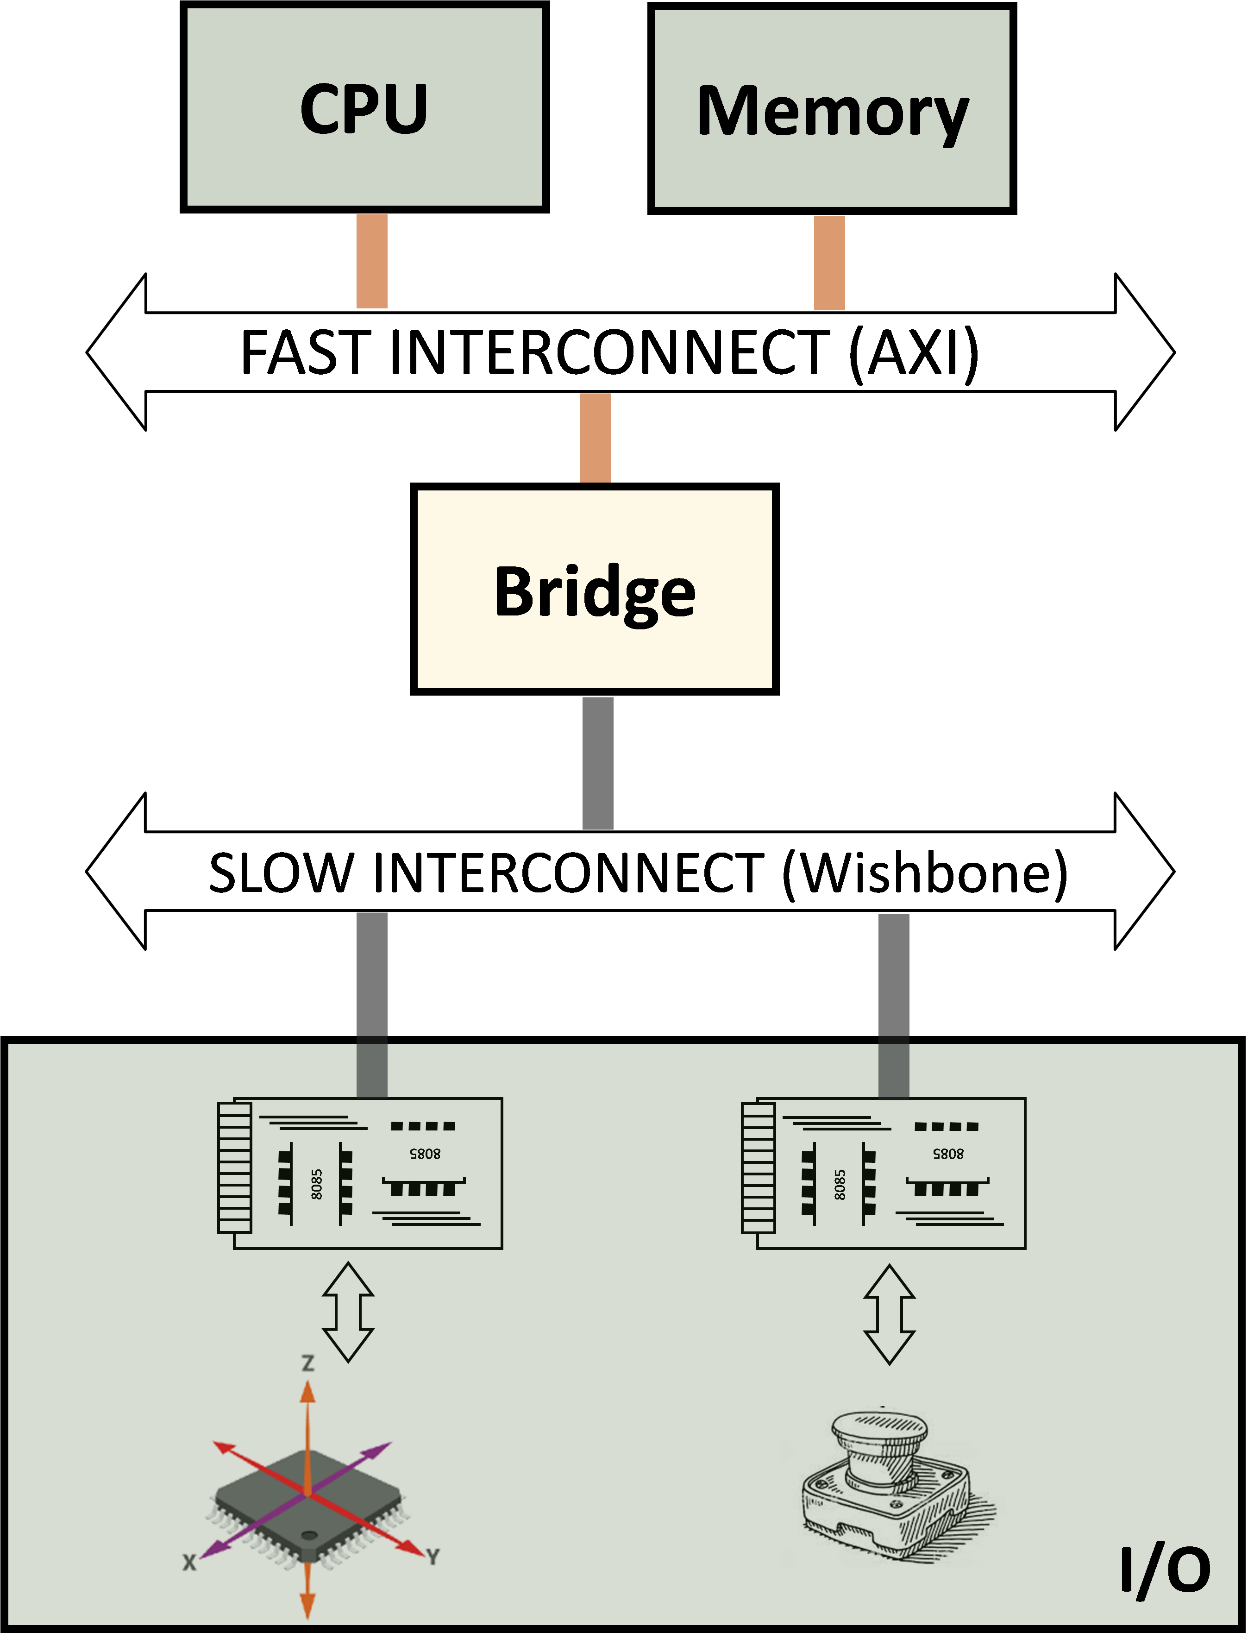 CPU
Memory
FAST INTERCONNECT (AXI)
Bridge
SLOW INTERCONNECT (Wishbone)
8085
8085
8085
8085
Z
X
Y
I/O